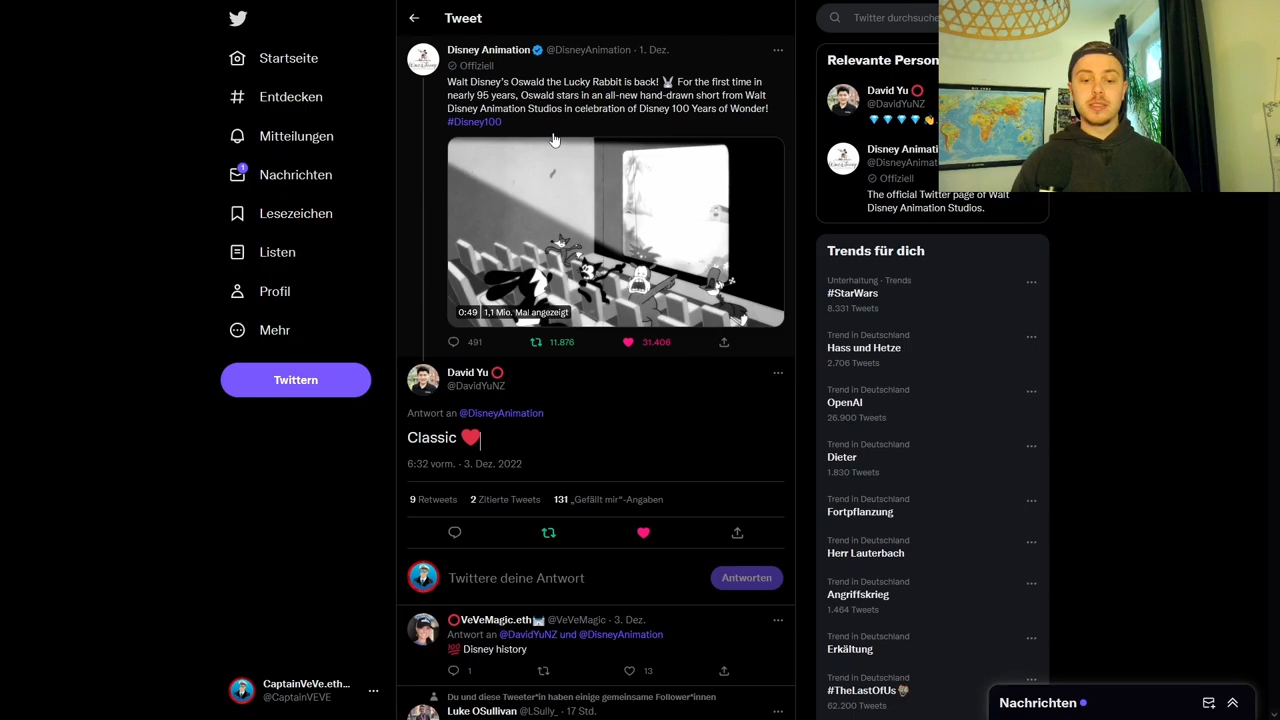 Startseite
Entdecken
Mitteilungen
1
Nachrichten
Lesezeichen
Listen
Profil
Mehr
Twittern
CaptainVeVe.eth...
@CaptainVEVE
Tweet
Disney Animation @DisneyAnimation · 1. Dez.
Offiziell
Walt Disney's Oswald the Lucky Rabbit is back! 🐰 For the first time in
nearly 95 years, Oswald stars in an all-new hand-drawn short from Walt
Disney Animation Studios in celebration of Disney 100 Years of Wonder!
#Disney100
0:49 1,1 Mio. Mal angezeigt
491 11.876 31.406
David Yu ⭕
@DavidYuNZ
Antwort an @DisneyAnimation
Classic ❤️
6:32 vorm. · 3. Dez. 2022
9 Retweets 2 Zitierte Tweets 131 „Gefällt mir“-Angaben
Twittere deine Antwort
Antworten
⭕VeVeMagic.eth @VeVeMagic · 3. Dez.
Antwort an @DavidYuNZ und @DisneyAnimation
💯 Disney history
1 13
Du und diese Tweeter*in haben einige gemeinsame Follower*innen
Luke OSullivan @LSully_ · 17 Std.
Twitter durchsuche
Relevante Person
David Yu ⭕
@DavidYuNZ
💎💎💎💎👏
Disney Animati
@DisneyAnimat
Offiziell
The official Twitter page of Walt
Disney Animation Studios.
Trends für dich
Unterhaltung · Trends
#StarWars
8.331 Tweets
Trend in Deutschland
Hass und Hetze
2.706 Tweets
Trend in Deutschland
OpenAI
26.900 Tweets
Trend in Deutschland
Dieter
1.830 Tweets
Trend in Deutschland
Fortpflanzung
Trend in Deutschland
Herr Lauterbach
Trend in Deutschland
Angriffskrieg
1.464 Tweets
Trend in Deutschland
Erkältung
Trend in Deutschland
#TheLastOfUs
62.200 Tweets
Nachrichten